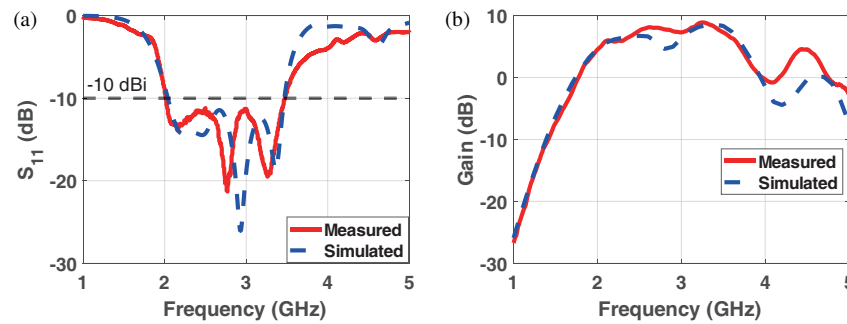 (a)
0
-10 dBi
-10
-20
-30
S11 (dB)
Measured
Simulated
1 2 3 4 5
Frequency (GHz)
(b)
10
0
-10
-20
-30
Gain (dB)
Measured
Simulated
1 2 3 4 5
Frequency (GHz)